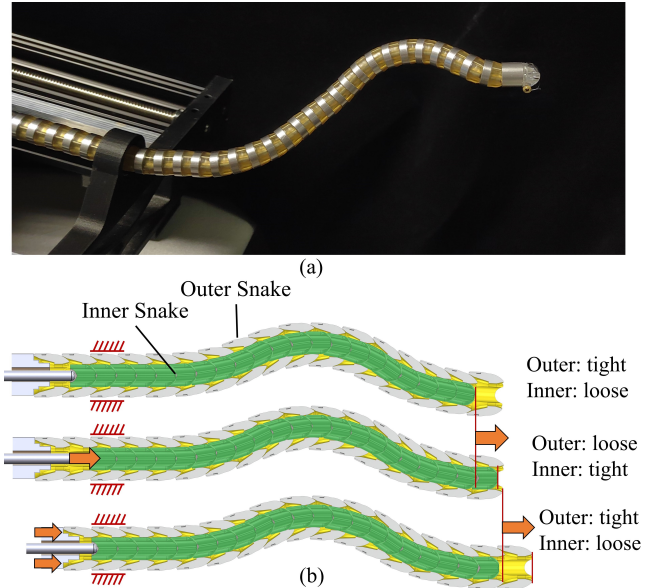 (a)
Outer Snake
Inner Snake
Outer: tight
Inner: loose
Outer: loose
Inner: tight
Outer: tight
Inner: loose
(b)